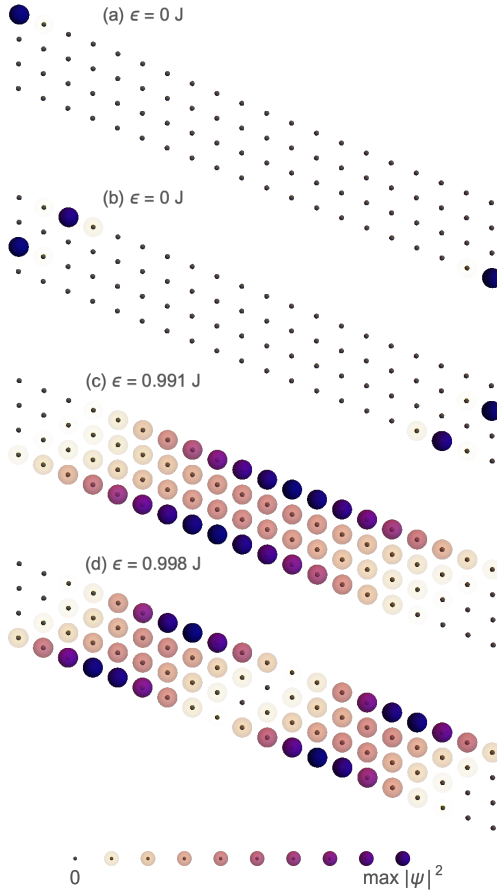 (a) ϵ = 0 J
(b) ϵ = 0 J
(c) ϵ = 0.991 J
(d) ϵ = 0.998 J
0 max |ψ|²